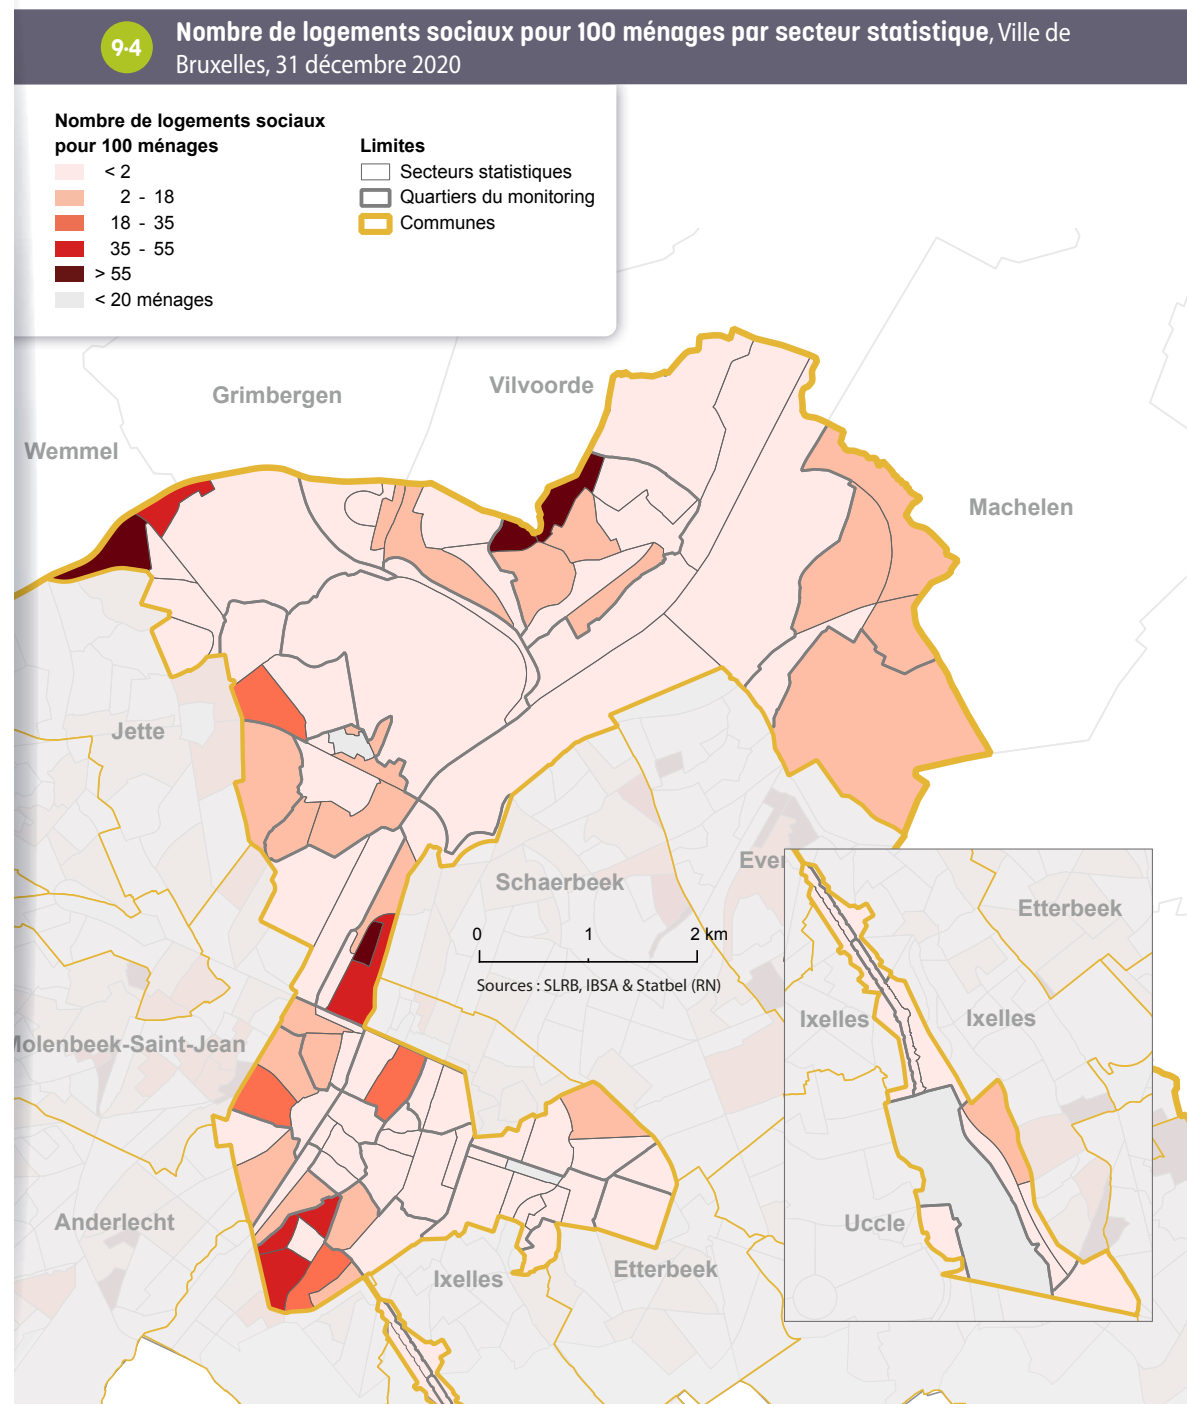 9·4
Nombre de logements sociaux pour 100 ménages par secteur statistique, Ville de
Bruxelles, 31 décembre 2020
Nombre de logements sociaux
pour 100 ménages
< 2
2 - 18
18 - 35
35 - 55
> 55
< 20 ménages
Limites
Secteurs statistiques
Quartiers du monitoring
Communes
Grimbergen
Vilvoorde
Wemmel
Machelen
Jette
Schaerbeek
Ever
0 1 2 km
Sources : SLRB, IBSA & Statbel (RN)
Molenbeek-Saint-Jean
Anderlecht
Ixelles
Etterbeek
Etterbeek
Ixelles
Ixelles
Uccle